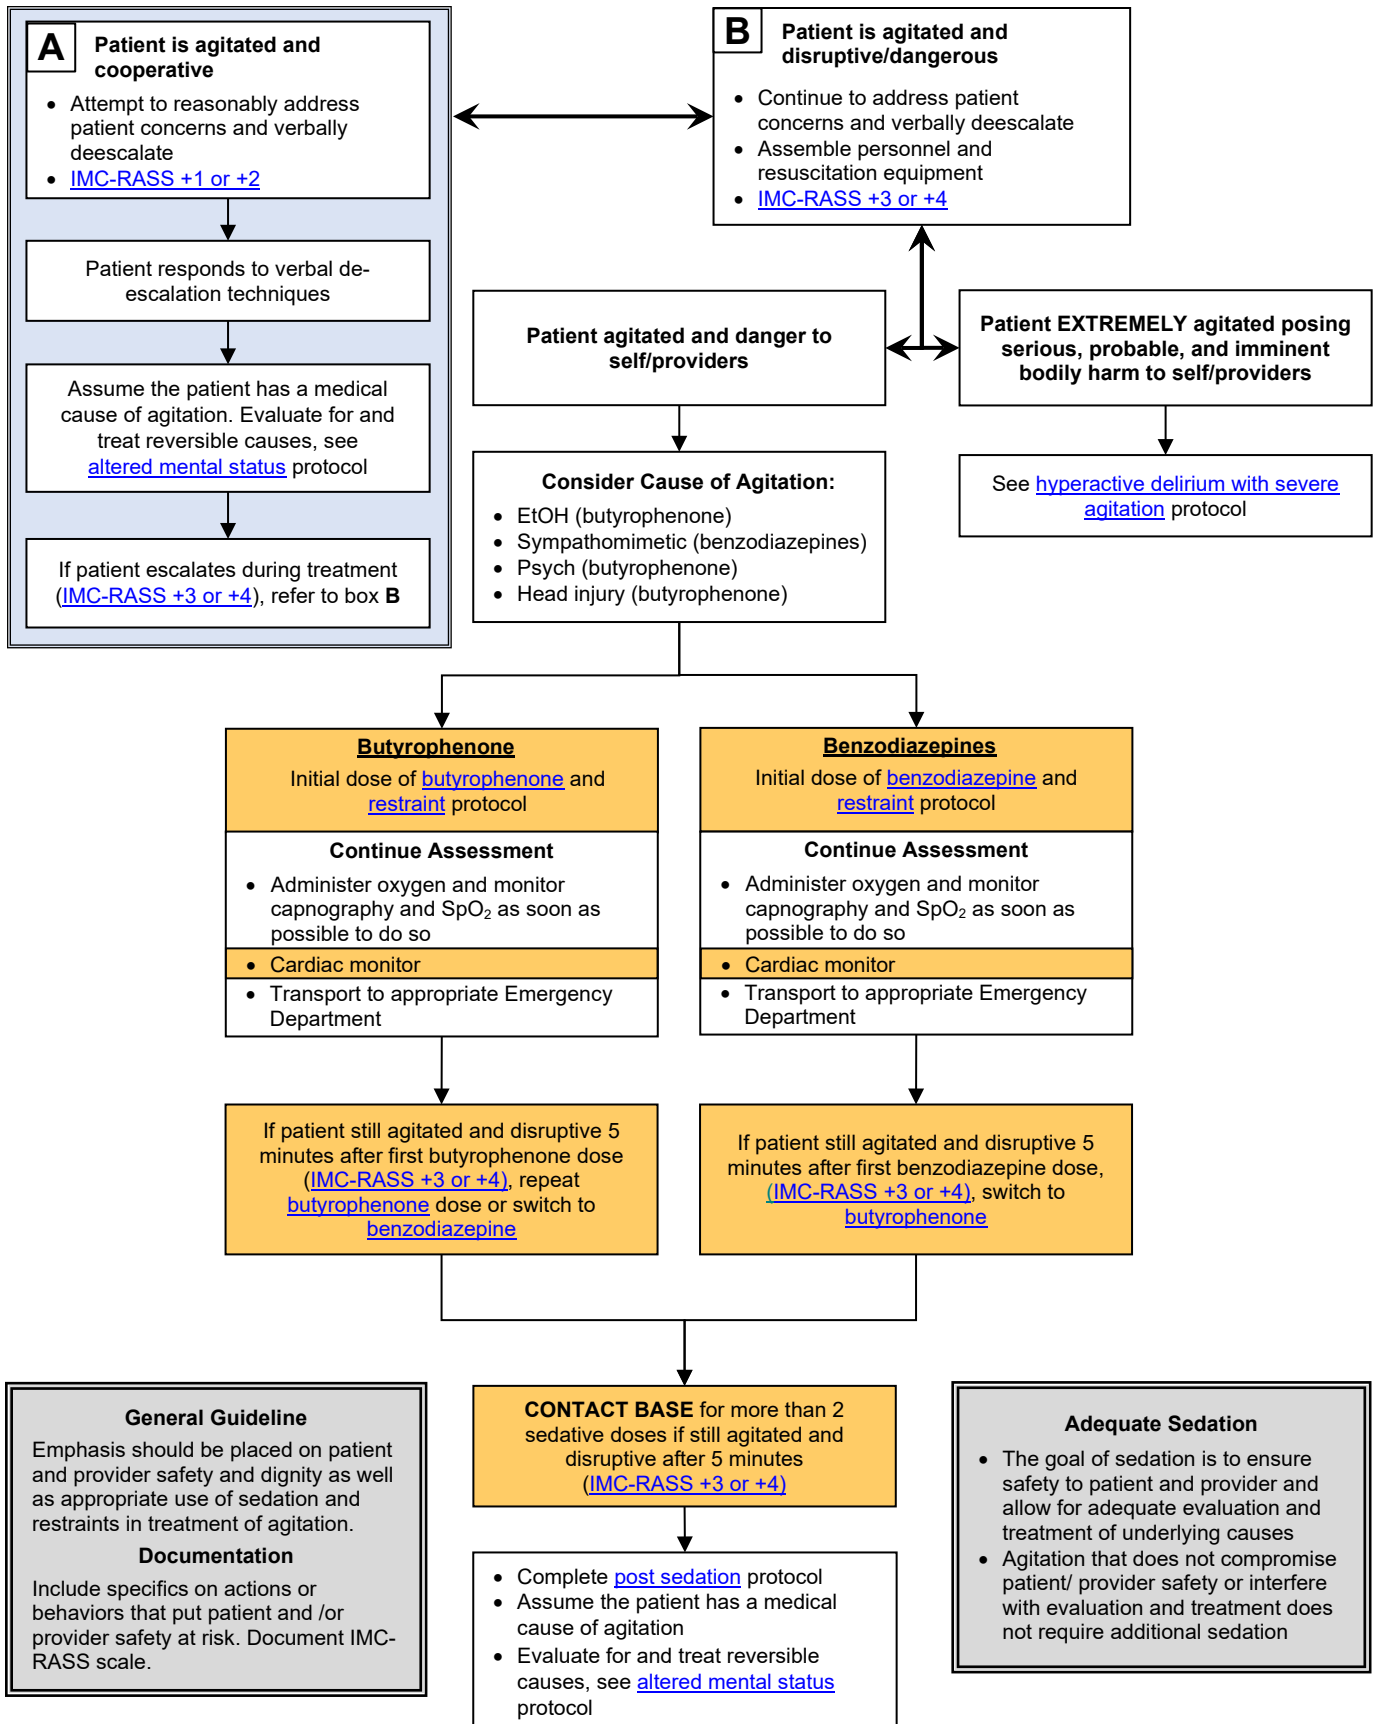 A
Patient is agitated and
cooperative
• Attempt to reasonably address
patient concerns and verbally
deescalate
• IMC-RASS +1 or +2
Patient responds to verbal de-
escalation techniques
Assume the patient has a medical
cause of agitation. Evaluate for and
treat reversible causes, see
altered mental status protocol
If patient escalates during treatment
(IMC-RASS +3 or +4), refer to box B
B
Patient is agitated and
disruptive/dangerous
• Continue to address patient
concerns and verbally deescalate
• Assemble personnel and
resuscitation equipment
• IMC-RASS +3 or +4
Patient agitated and danger to
self/providers
Patient EXTREMELY agitated posing
serious, probable, and imminent
bodily harm to self/providers
See hyperactive delirium with severe
agitation protocol
Consider Cause of Agitation:
• EtOH (butyrophenone)
• Sympathomimetic (benzodiazepines)
• Psych (butyrophenone)
• Head injury (butyrophenone)
Butyrophenone
Initial dose of butyrophenone and
restraint protocol
Continue Assessment
• Administer oxygen and monitor
capnography and SpO₂ as soon as
possible to do so
• Cardiac monitor
• Transport to appropriate Emergency
Department
If patient still agitated and disruptive 5
minutes after first butyrophenone dose
(IMC-RASS +3 or +4), repeat
butyrophenone dose or switch to
benzodiazepine
Benzodiazepines
Initial dose of benzodiazepine and
restraint protocol
Continue Assessment
• Administer oxygen and monitor
capnography and SpO₂ as soon as
possible to do so
• Cardiac monitor
• Transport to appropriate Emergency
Department
If patient still agitated and disruptive 5
minutes after first benzodiazepine dose,
(IMC-RASS +3 or +4), switch to
butyrophenone
CONTACT BASE for more than 2
sedative doses if still agitated and
disruptive after 5 minutes
(IMC-RASS +3 or +4)
• Complete post sedation protocol
• Assume the patient has a medical
cause of agitation
• Evaluate for and treat reversible
causes, see altered mental status
protocol
General Guideline
Emphasis should be placed on patient
and provider safety and dignity as well
as appropriate use of sedation and
restraints in treatment of agitation.
Documentation
Include specifics on actions or
behaviors that put patient and /or
provider safety at risk. Document IMC-
RASS scale.
Adequate Sedation
• The goal of sedation is to ensure
safety to patient and provider and
allow for adequate evaluation and
treatment of underlying causes
• Agitation that does not compromise
patient/ provider safety or interfere
with evaluation and treatment does
not require additional sedation